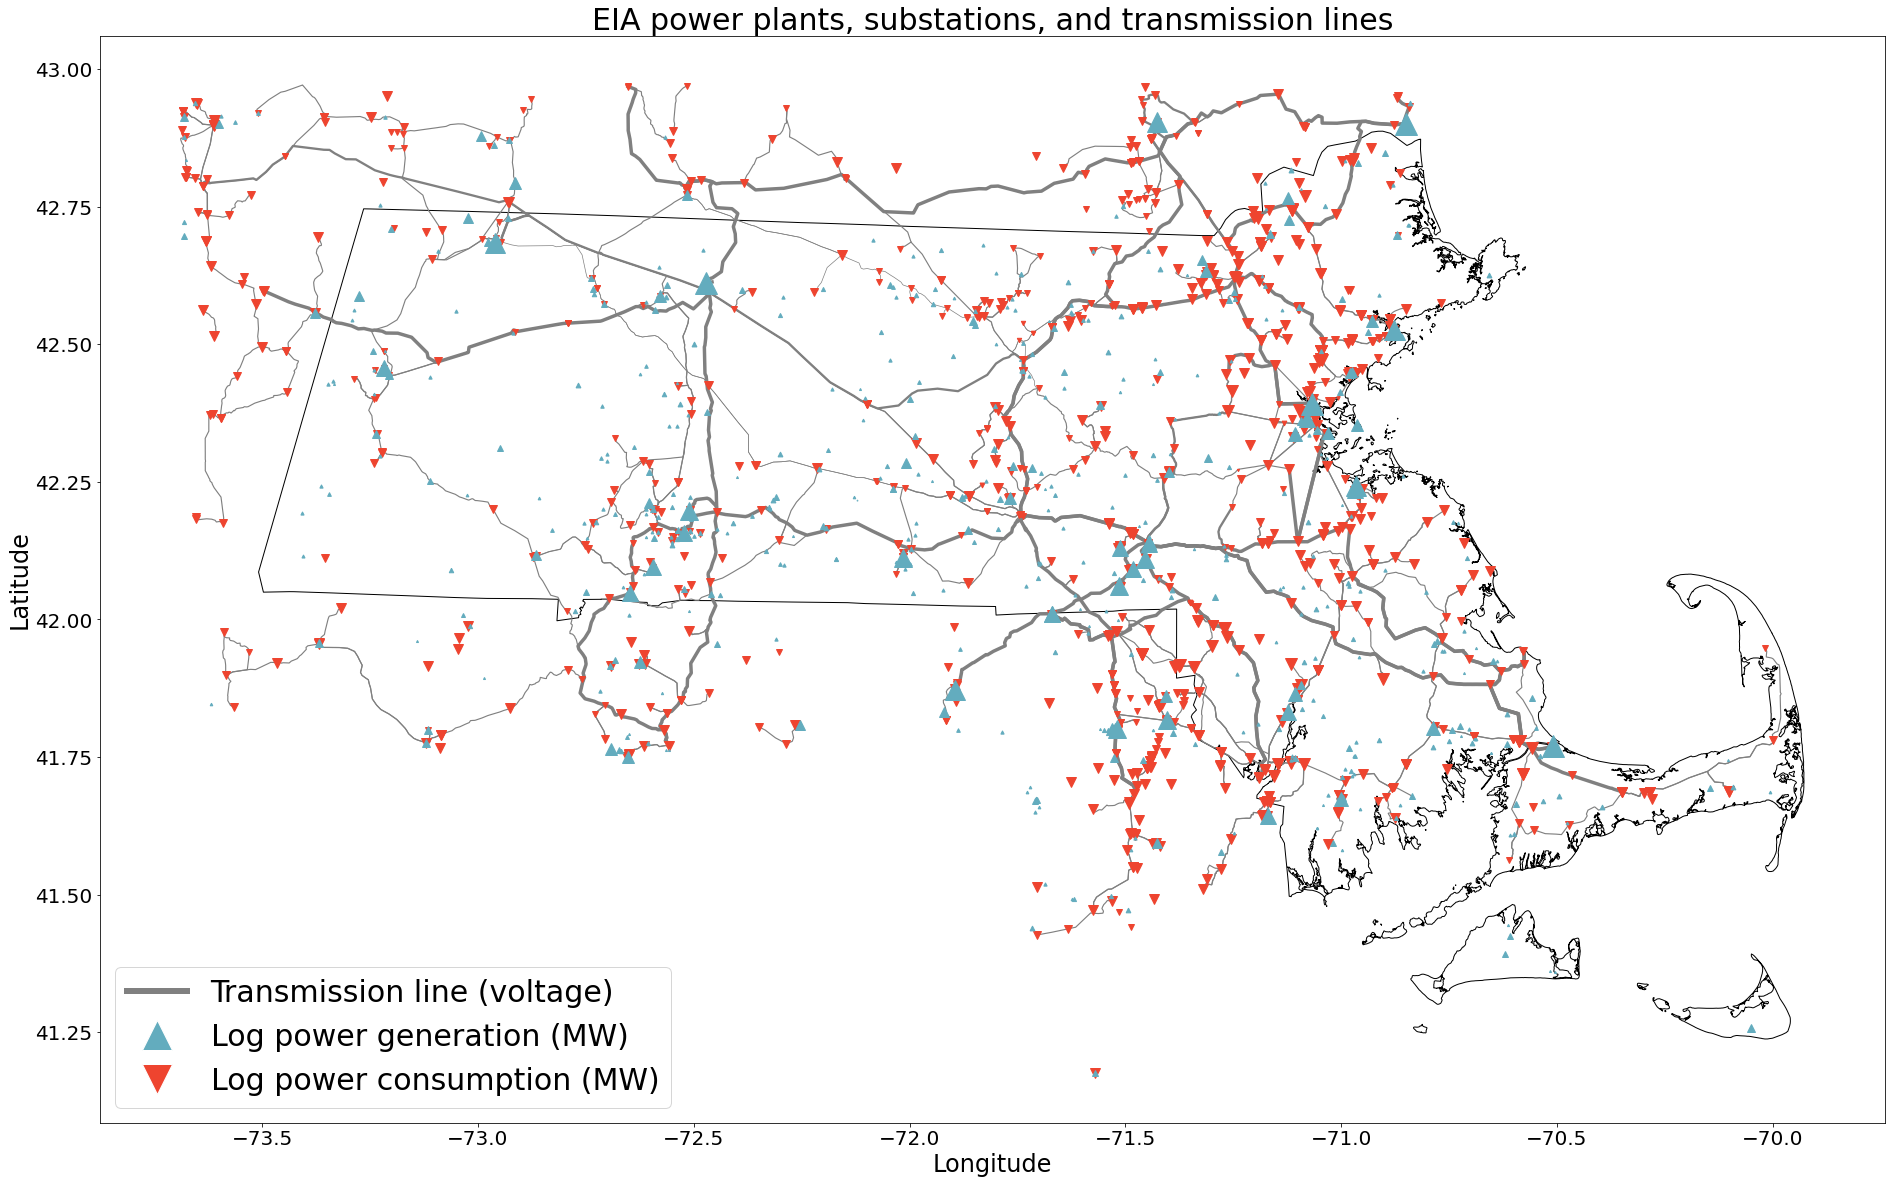 EIA power plants, substations, and transmission lines
43.00
42.75
42.50
42.25
42.00
41.75
41.50
41.25
Latitude
Transmission line (voltage)
Log power generation (MW)
Log power consumption (MW)
−73.5 −73.0 −72.5 −72.0 −71.5 −71.0 −70.5 −70.0
Longitude